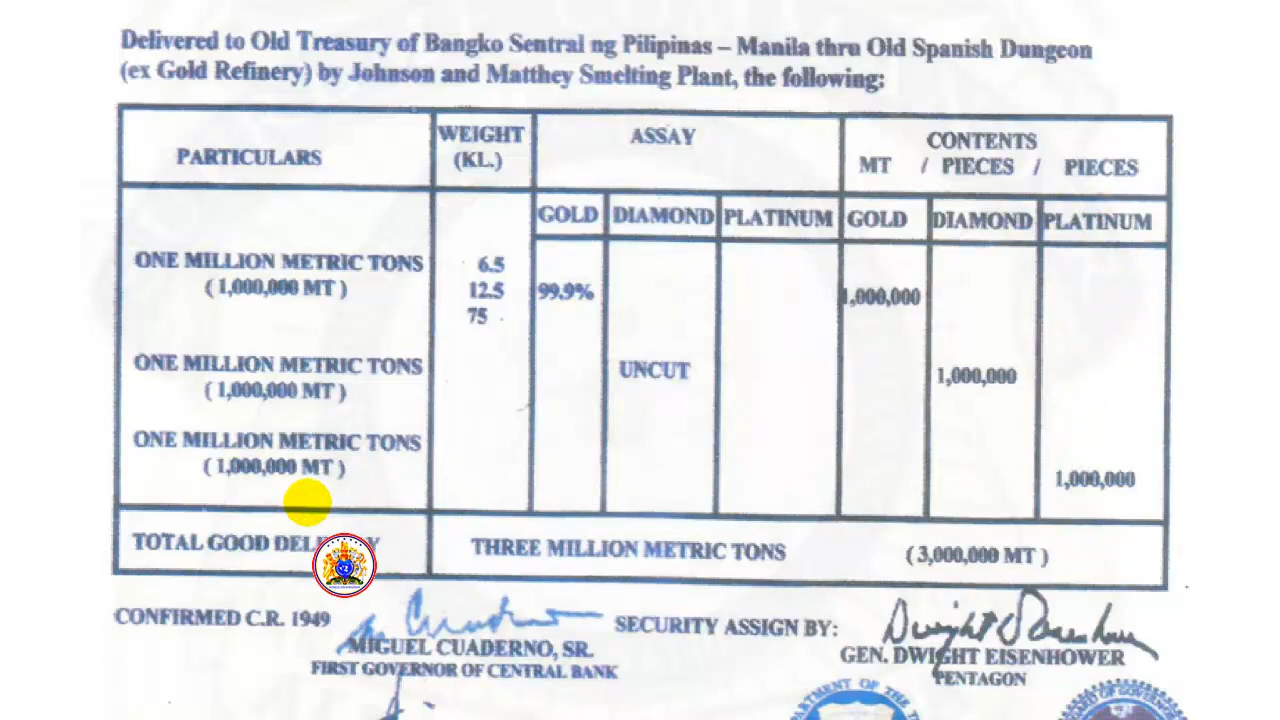 Delivered to Old Treasury of Bangko Sentral ng Pilipinas – Manila thru Old Spanish Dungeon
(ex Gold Refinery) by Johnson and Matthey Smelting Plant, the following:
PARTICULARS
WEIGHT
(KL.)
ASSAY
CONTENTS
MT / PIECES / PIECES
GOLD DIAMOND PLATINUM GOLD DIAMOND PLATINUM
ONE MILLION METRIC TONS
( 1,000,000 MT )
6.5
12.5
75
99.9%
1,000,000
ONE MILLION METRIC TONS
( 1,000,000 MT )
UNCUT
1,000,000
ONE MILLION METRIC TONS
( 1,000,000 MT )
1,000,000
TOTAL GOOD DELIVERY
THREE MILLION METRIC TONS ( 3,000,000 MT )
CONFIRMED C.R. 1949
MIGUEL CUADERNO, SR.
FIRST GOVERNOR OF CENTRAL BANK
SECURITY ASSIGN BY:
Dwight Eisenhower
GEN. DWIGHT EISENHOWER
PENTAGON